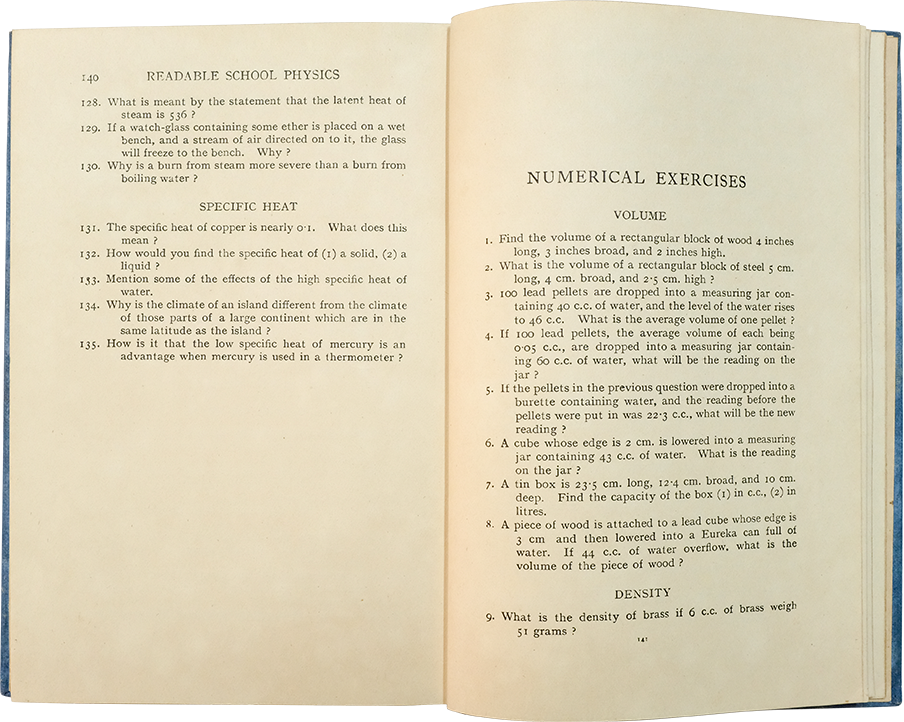 140 READABLE SCHOOL PHYSICS
128. What is meant by the statement that the latent heat of
steam is 536 ?
129. If a watch-glass containing some ether is placed on a wet
bench, and a stream of air directed on to it, the glass
will freeze to the bench. Why ?
130. Why is a burn from steam more severe than a burn from
boiling water ?
SPECIFIC HEAT
131. The specific heat of copper is nearly 0·1. What does this
mean ?
132. How would you find the specific heat of (1) a solid, (2) a
liquid ?
133. Mention some of the effects of the high specific heat of
water.
134. Why is the climate of an island different from the climate
of those parts of a large continent which are in the
same latitude as the island ?
135. How is it that the low specific heat of mercury is an
advantage when mercury is used in a thermometer ?
NUMERICAL EXERCISES
VOLUME
1. Find the volume of a rectangular block of wood 4 inches
long, 3 inches broad, and 2 inches high.
2. What is the volume of a rectangular block of steel 5 cm.
long, 4 cm. broad, and 2·5 cm. high ?
3. 100 lead pellets are dropped into a measuring jar con-
taining 40 c.c. of water, and the level of the water rises
to 46 c.c. What is the average volume of one pellet ?
4. If 100 lead pellets, the average volume of each being
0·05 c.c., are dropped into a measuring jar contain-
ing 60 c.c. of water, what will be the reading on the
jar ?
5. If the pellets in the previous question were dropped into a
burette containing water, and the reading before the
pellets were put in was 22·3 c.c., what will be the new
reading ?
6. A cube whose edge is 2 cm. is lowered into a measuring
jar containing 43 c.c. of water. What is the reading
on the jar ?
7. A tin box is 23·5 cm. long, 12·4 cm. broad, and 10 cm.
deep. Find the capacity of the box (1) in c.c., (2) in
litres.
8. A piece of wood is attached to a lead cube whose edge is
3 cm and then lowered into a Eureka can full of
water. If 44 c.c. of water overflow, what is the
volume of the piece of wood ?
DENSITY
9. What is the density of brass if 6 c.c. of brass weigh
51 grams ?
141